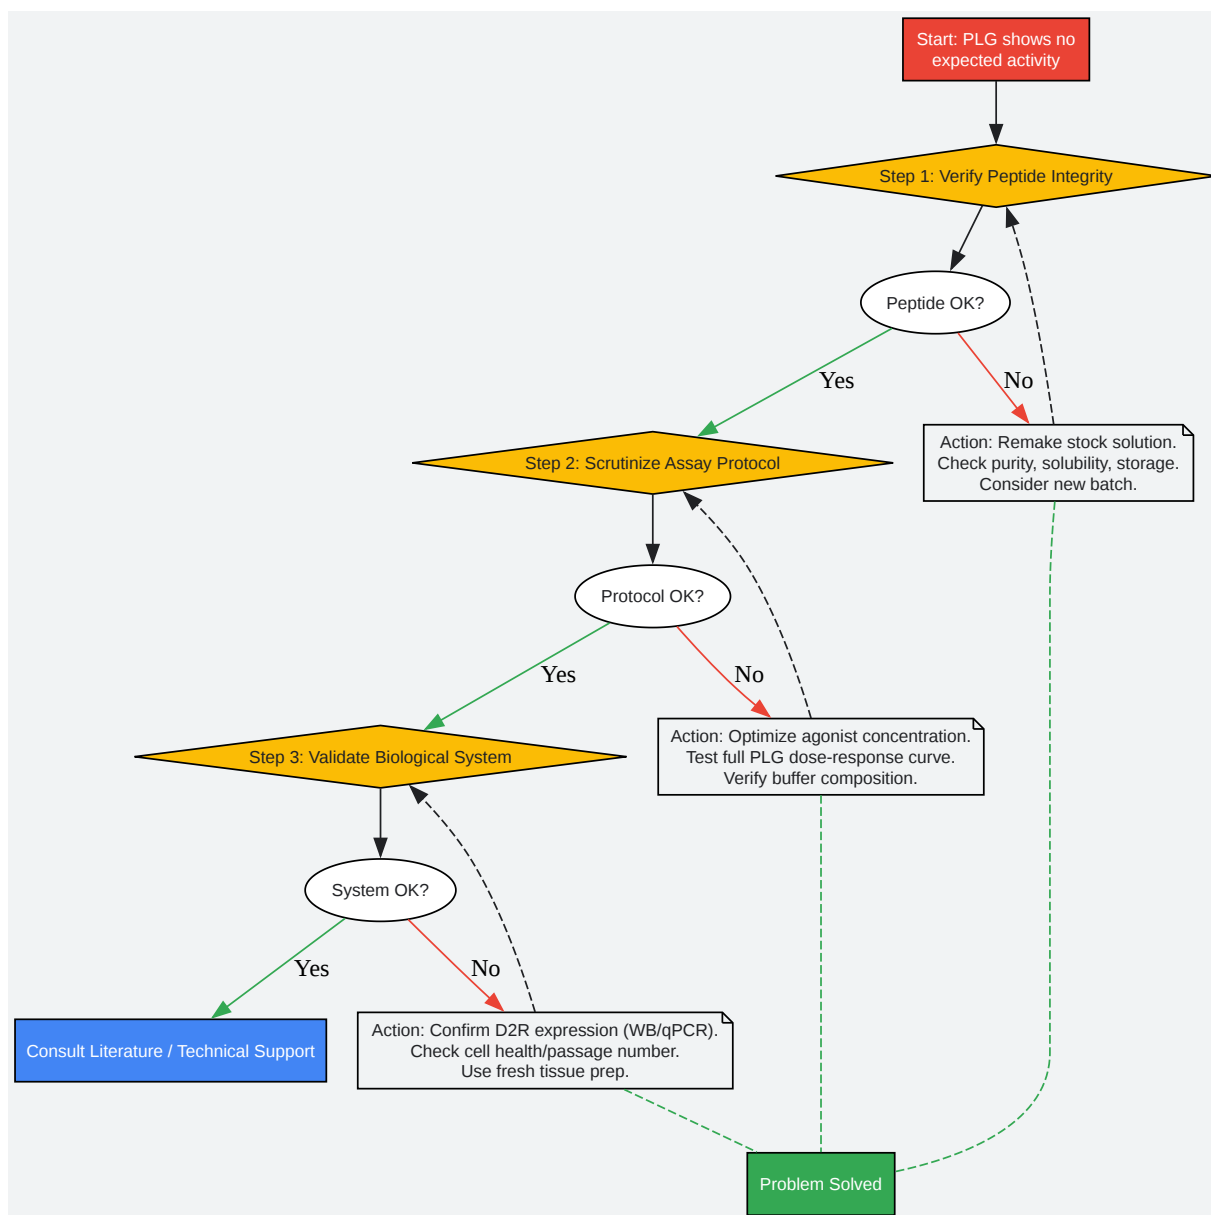 Start: PLG shows no
expected activity
Step 1: Verify Peptide Integrity
Peptide OK?
Yes
No
Action: Remake stock solution.
Check purity, solubility, storage.
Consider new batch.
Step 2: Scrutinize Assay Protocol
Protocol OK?
Yes
No
Action: Optimize agonist concentration.
Test full PLG dose-response curve.
Verify buffer composition.
Step 3: Validate Biological System
System OK?
Yes
No
Action: Confirm D2R expression (WB/qPCR).
Check cell health/passage number.
Use fresh tissue prep.
Consult Literature / Technical Support
Problem Solved